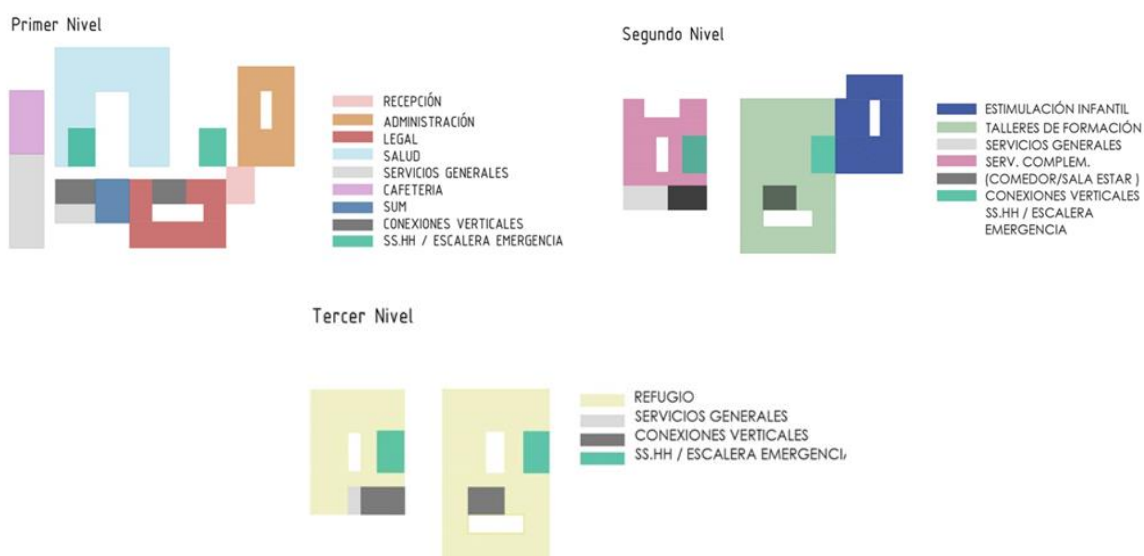 Primer Nivel
RECEPCIÓN
ADMINISTRACIÓN
LEGAL
SALUD
SERVICIOS GENERALES
CAFETERIA
SUM
CONEXIONES VERTICALES
SS.HH / ESCALERA EMERGENCIA
Segundo Nivel
ESTIMULACIÓN INFANTIL
TALLERES DE FORMACIÓN
SERVICIOS GENERALES
SERV. COMPLEM.
(COMEDOR/SALA ESTAR )
CONEXIONES VERTICALES
SS.HH / ESCALERA
EMERGENCIA
Tercer Nivel
REFUGIO
SERVICIOS GENERALES
CONEXIONES VERTICALES
SS.HH / ESCALERA EMERGENCI